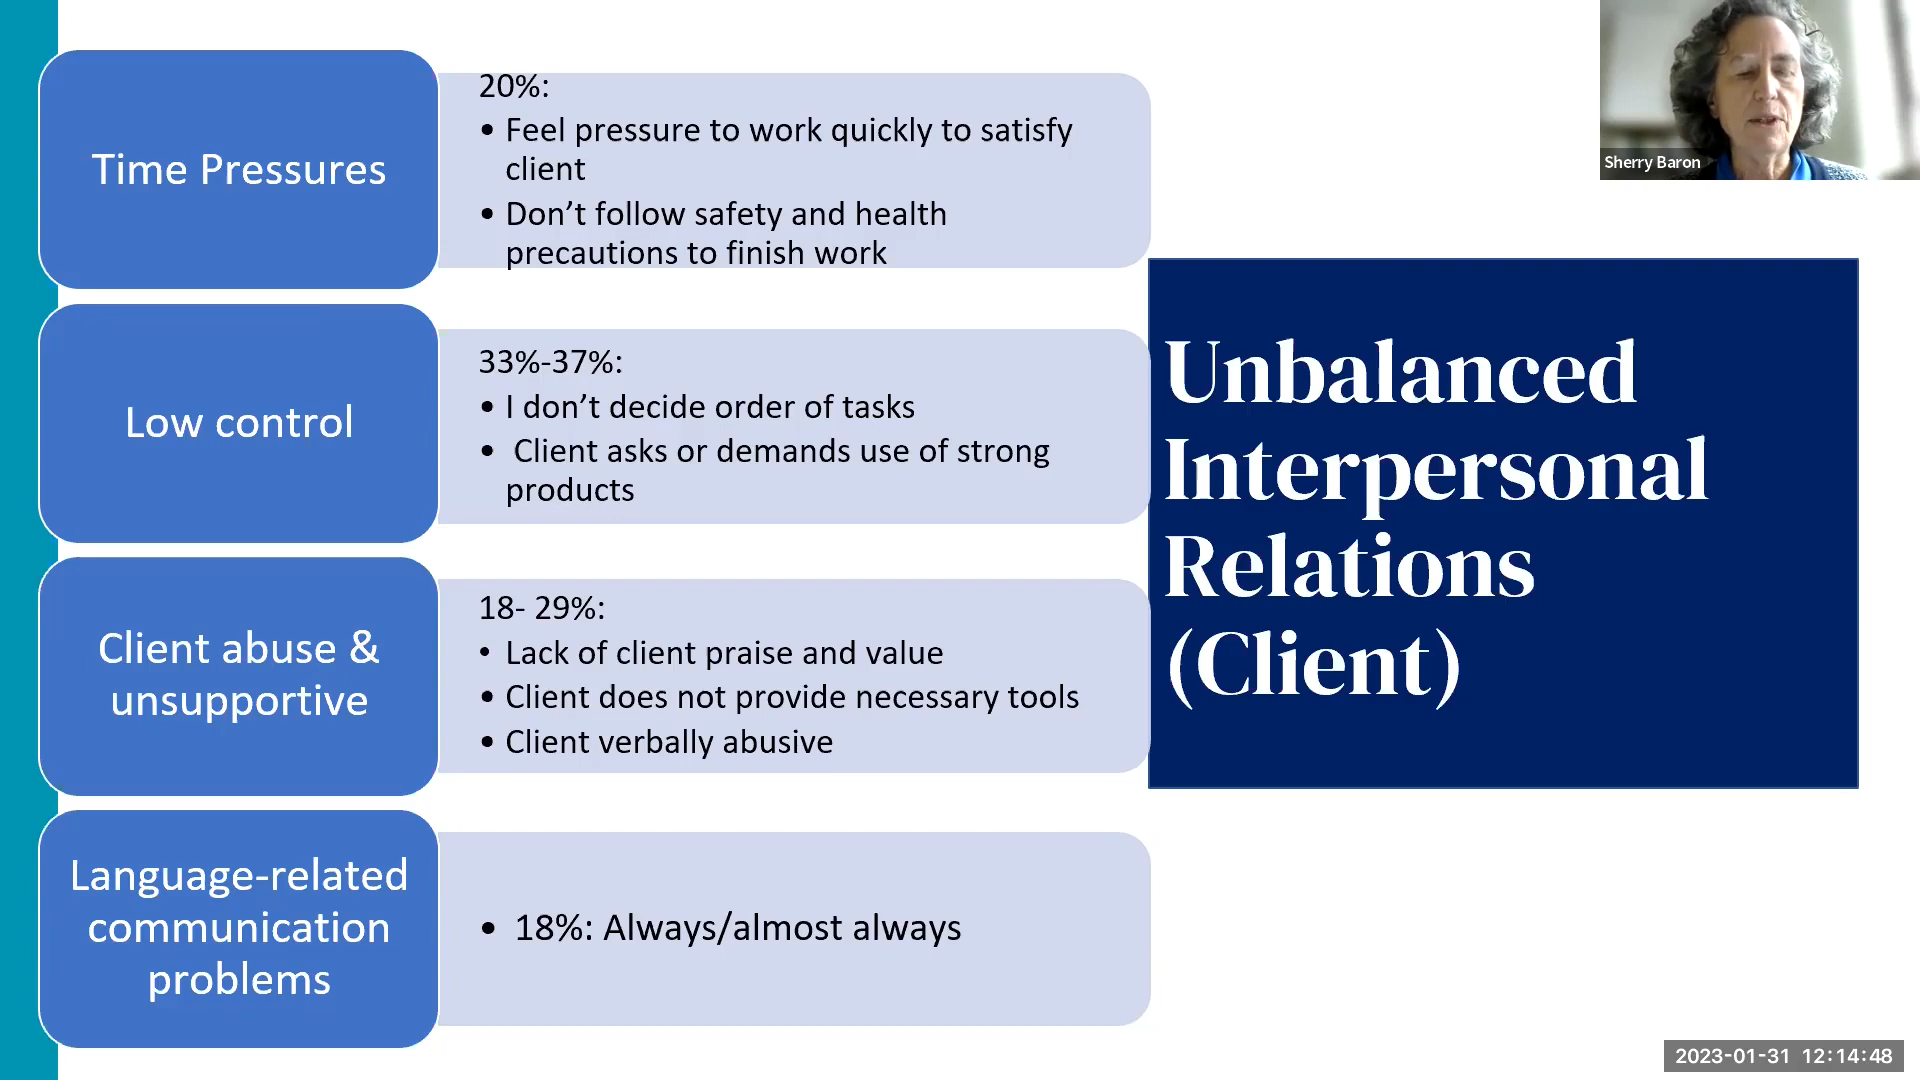 Time Pressures
20%:
• Feel pressure to work quickly to satisfy
client
• Don’t follow safety and health
precautions to finish work
Low control
33%-37%:
• I don’t decide order of tasks
• Client asks or demands use of strong
products
Client abuse &
unsupportive
18- 29%:
• Lack of client praise and value
• Client does not provide necessary tools
• Client verbally abusive
Language-related
communication
problems
• 18%: Always/almost always
Unbalanced
Interpersonal
Relations
(Client)
Sherry Baron
2023-01-31 12:14:48